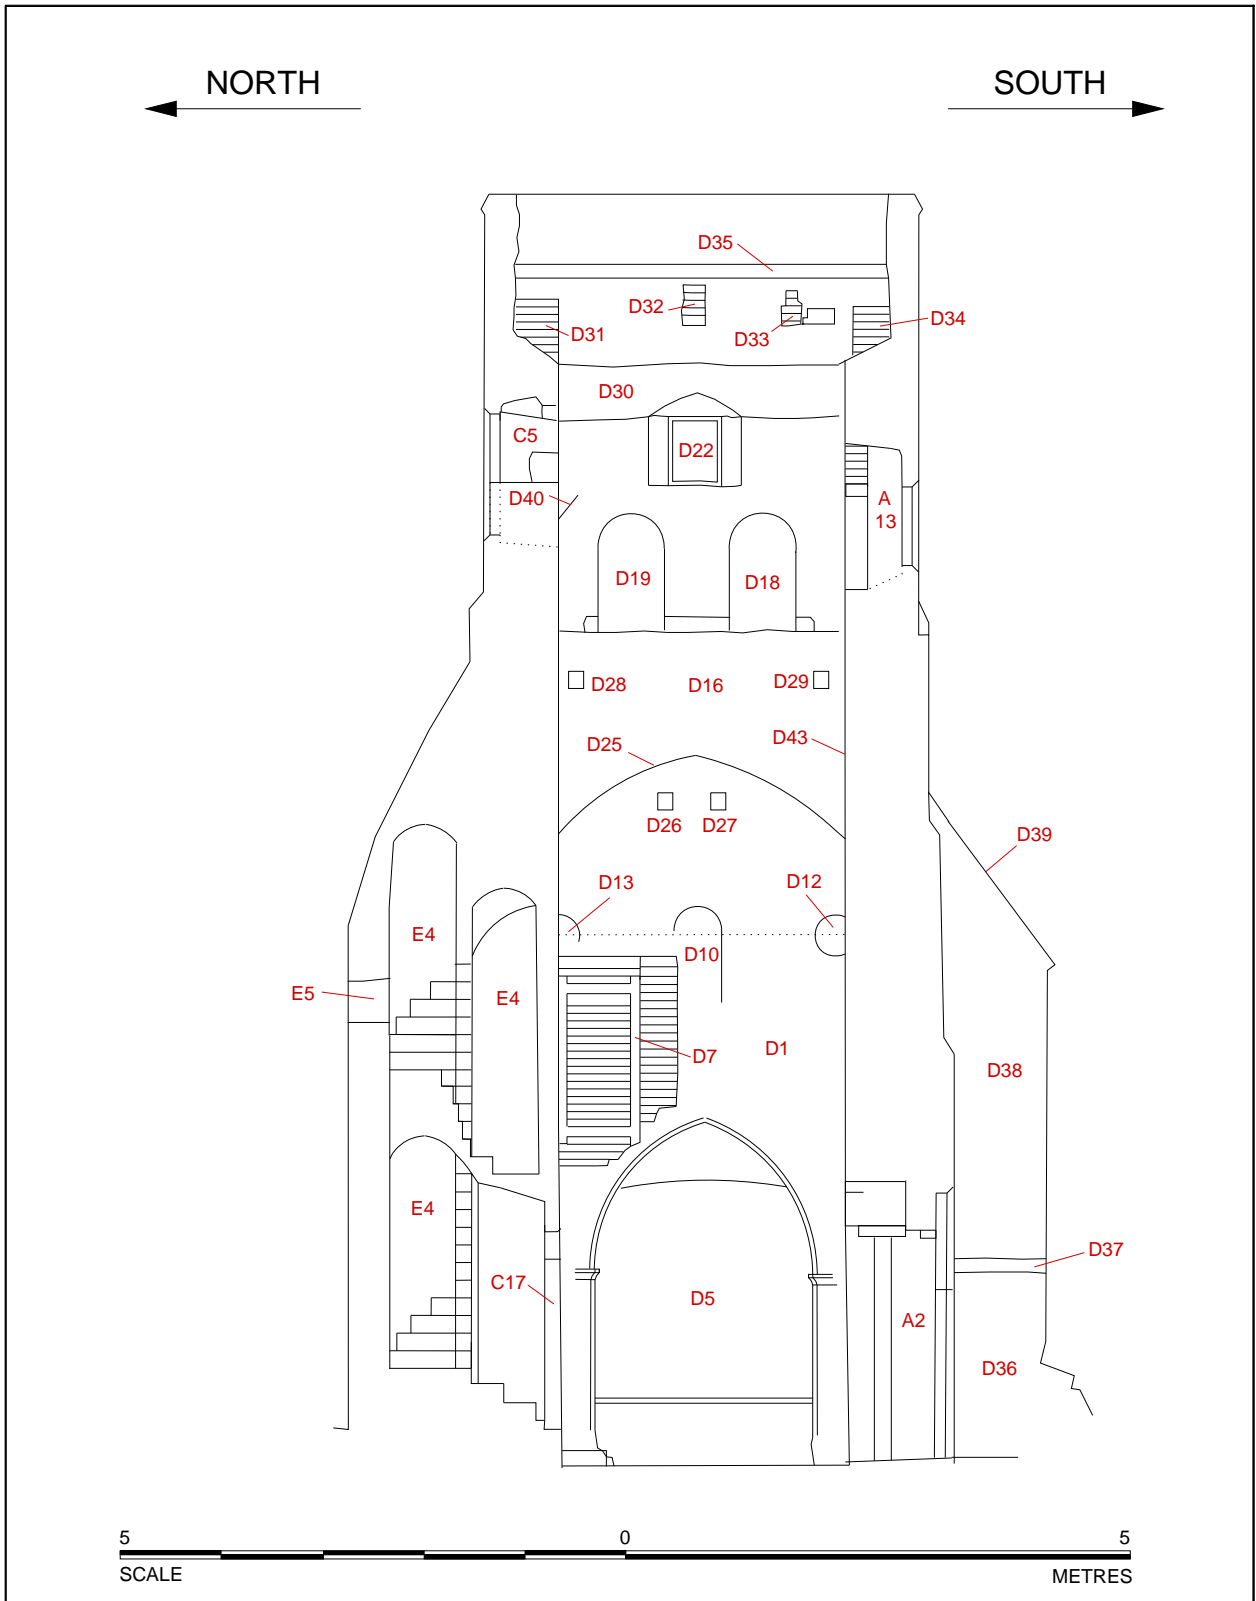 NORTH SOUTH
D35
D32
D31 D33 D34
D30
C5 D22
D40 A
13
D19 D18
D28 D16 D29
D25 D43
D26 D27
D39
D13 D12
E4 D10
E5 E4
D7 D1
D38
E4
D37
C17 D5
A2
D36
5 0 5
SCALE METRES